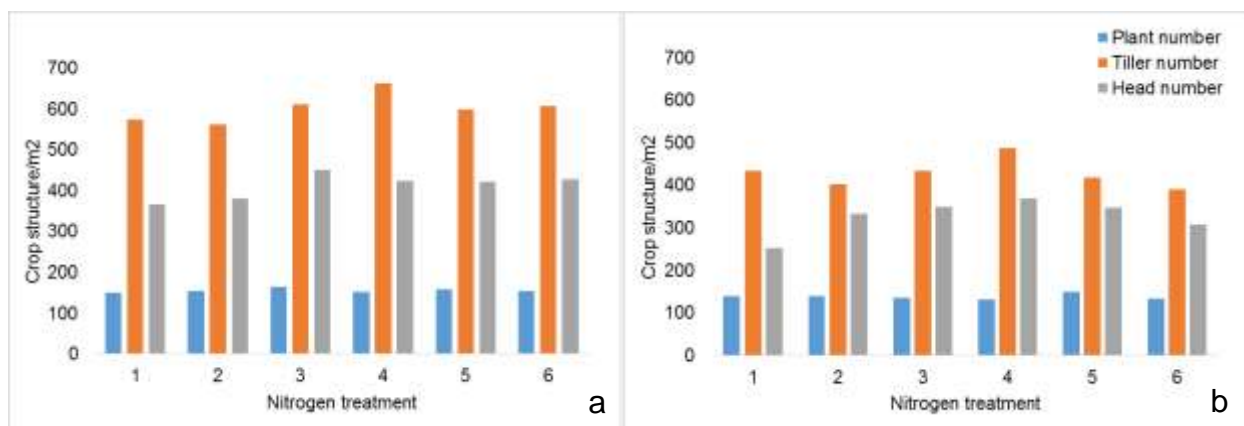 700
600
500
400
300
200
100
0
Crop structure/m2
1 2 3 4 5 6
Nitrogen treatment
a
Plant number
Tiller number
Head number
700
600
500
400
300
200
100
0
Crop structure/m2
1 2 3 4 5 6
Nitrogen treatment
b